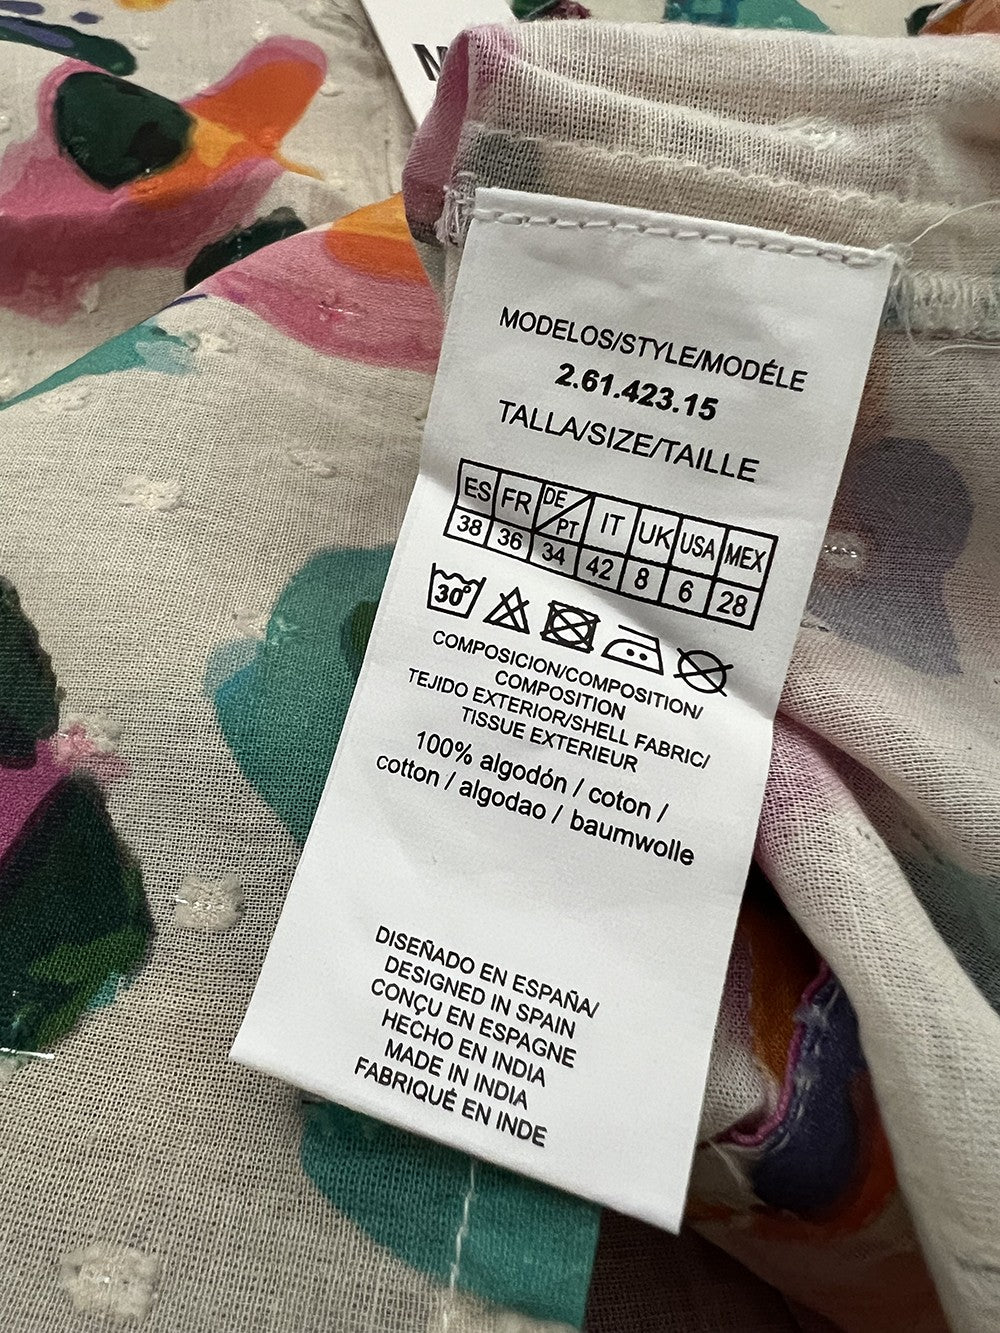 MODELOS/STYLE/MODÉLE
2.61.423.15
TALLA/SIZE/TAILLE
ES FR DE/PT IT UK USA MEX
38 36 34 42 8 6 28
30°
COMPOSICION/COMPOSITION/
COMPOSITION
TEJIDO EXTERIOR/SHELL FABRIC/
TISSUE EXTERIEUR
100% algodón / coton /
cotton / algodao / baumwolle
DISEÑADO EN ESPAÑA/
DESIGNED IN SPAIN
CONÇU EN ESPAGNE
HECHO EN INDIA
MADE IN INDIA
FABRIQUÉ EN INDE